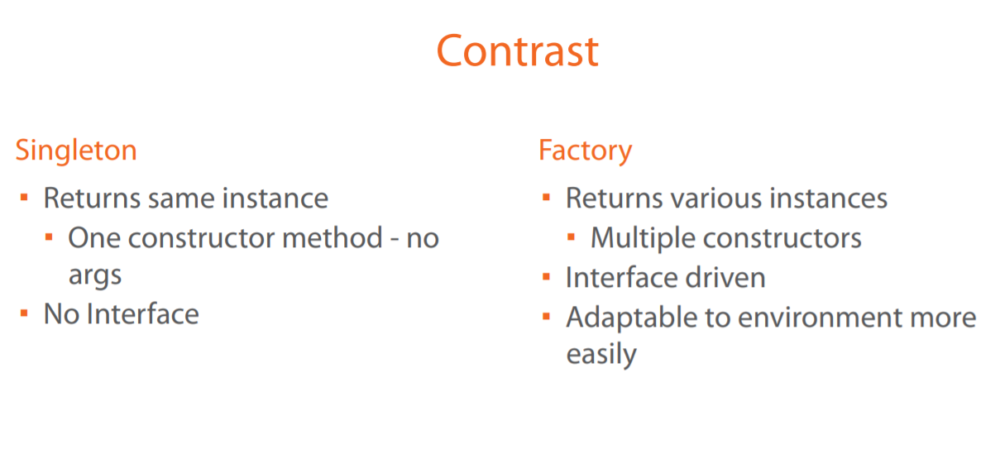 Contrast
Singleton
▪ Returns same instance
▪ One constructor method - no
args
▪ No Interface
Factory
▪ Returns various instances
▪ Multiple constructors
▪ Interface driven
▪ Adaptable to environment more
easily